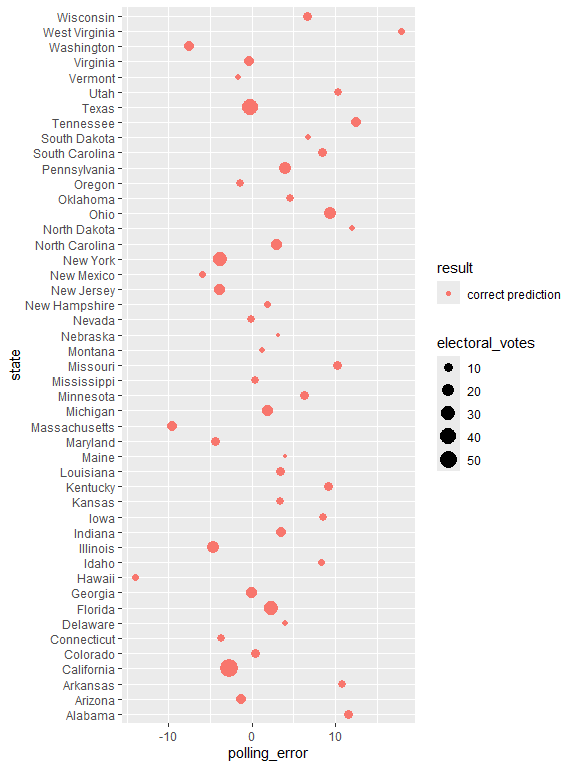 Wisconsin
West Virginia
Washington
Virginia
Vermont
Utah
Texas
Tennessee
South Dakota
South Carolina
Pennsylvania
Oregon
Oklahoma
Ohio
North Dakota
North Carolina
New York
New Mexico
New Jersey
New Hampshire
Nevada
Nebraska
Montana
Missouri
Mississippi
Minnesota
Michigan
Massachusetts
Maryland
Maine
Louisiana
Kentucky
Kansas
Iowa
Indiana
Illinois
Idaho
Hawaii
Georgia
Florida
Delaware
Connecticut
Colorado
California
Arkansas
Arizona
Alabama
state
-10 0 10
polling_error
result
correct prediction
electoral_votes
10
20
30
40
50